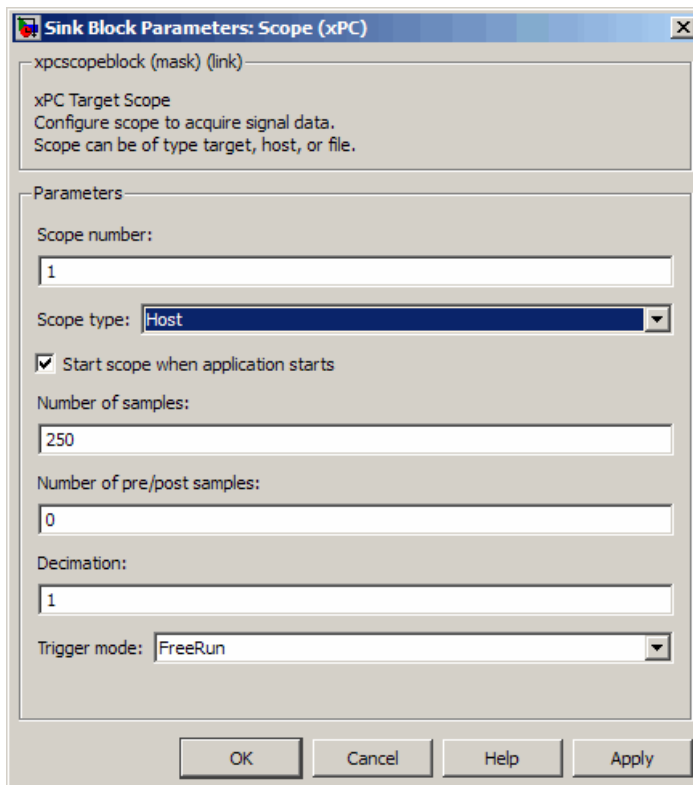 Sink Block Parameters: Scope (xPC)
xpcscopeblock (mask) (link)
xPC Target Scope
Configure scope to acquire signal data.
Scope can be of type target, host, or file.
Parameters
Scope number:
1
Scope type: Host
Start scope when application starts
Number of samples:
250
Number of pre/post samples:
0
Decimation:
1
Trigger mode: FreeRun
OK Cancel Help Apply